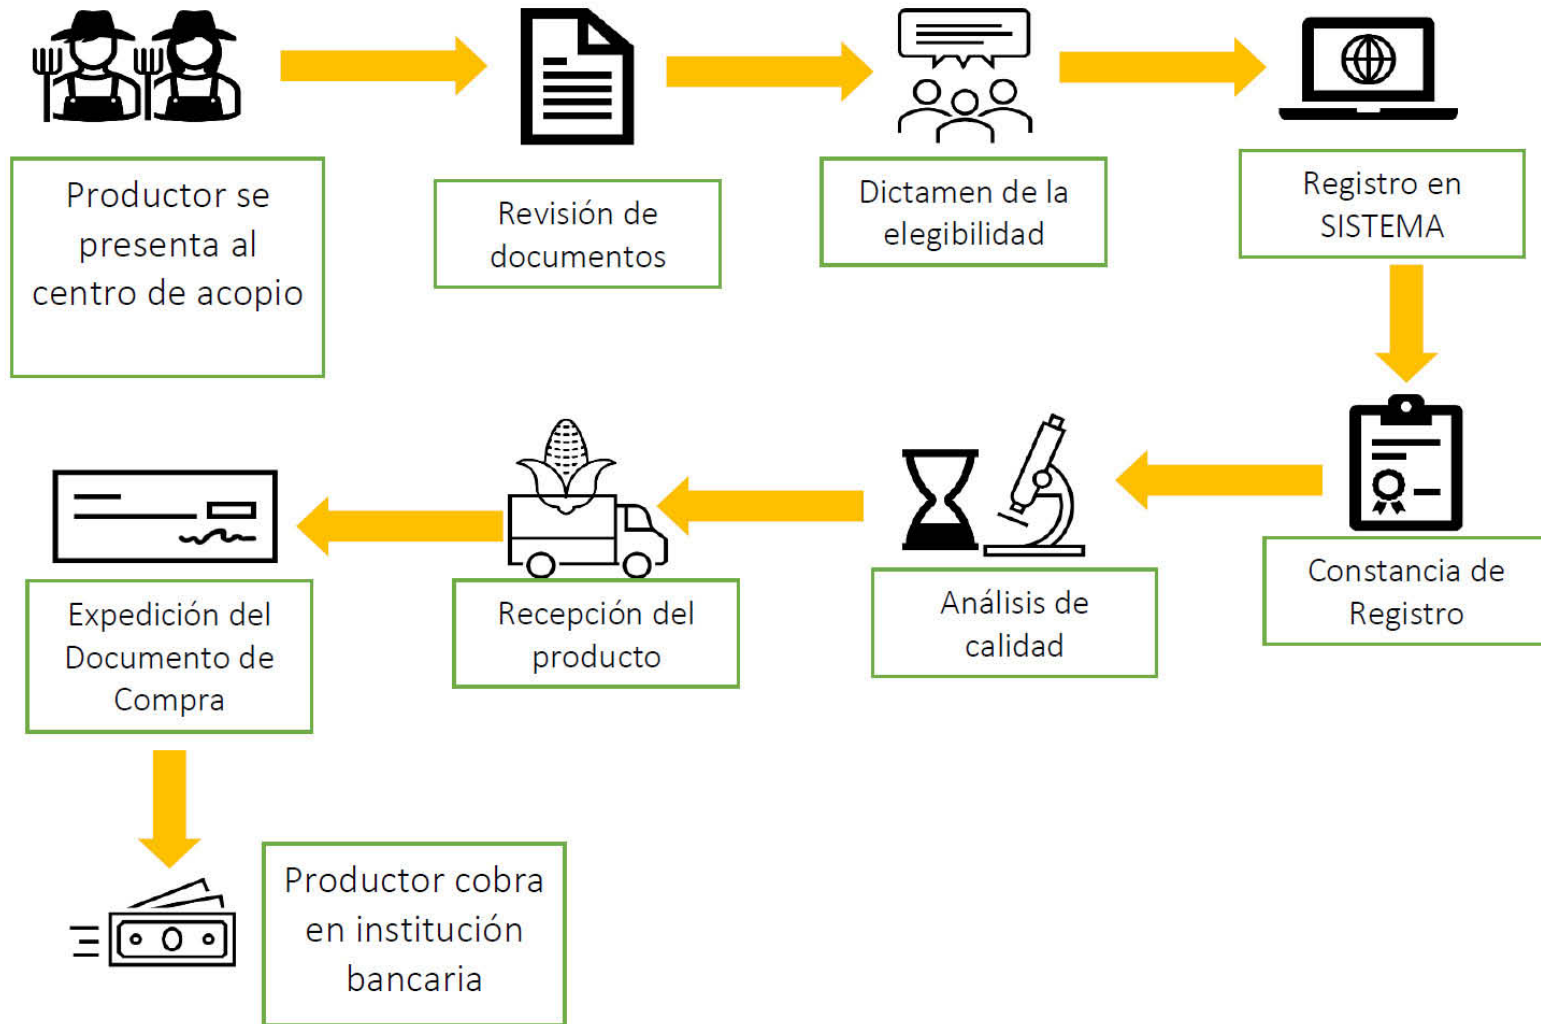 Productor se
presenta al
centro de acopio
Revisión de
documentos
Dictamen de la
elegibilidad
Registro en
SISTEMA
Constancia de
Registro
Análisis de
calidad
Recepción del
producto
Expedición del
Documento de
Compra
Productor cobra
en institución
bancaria